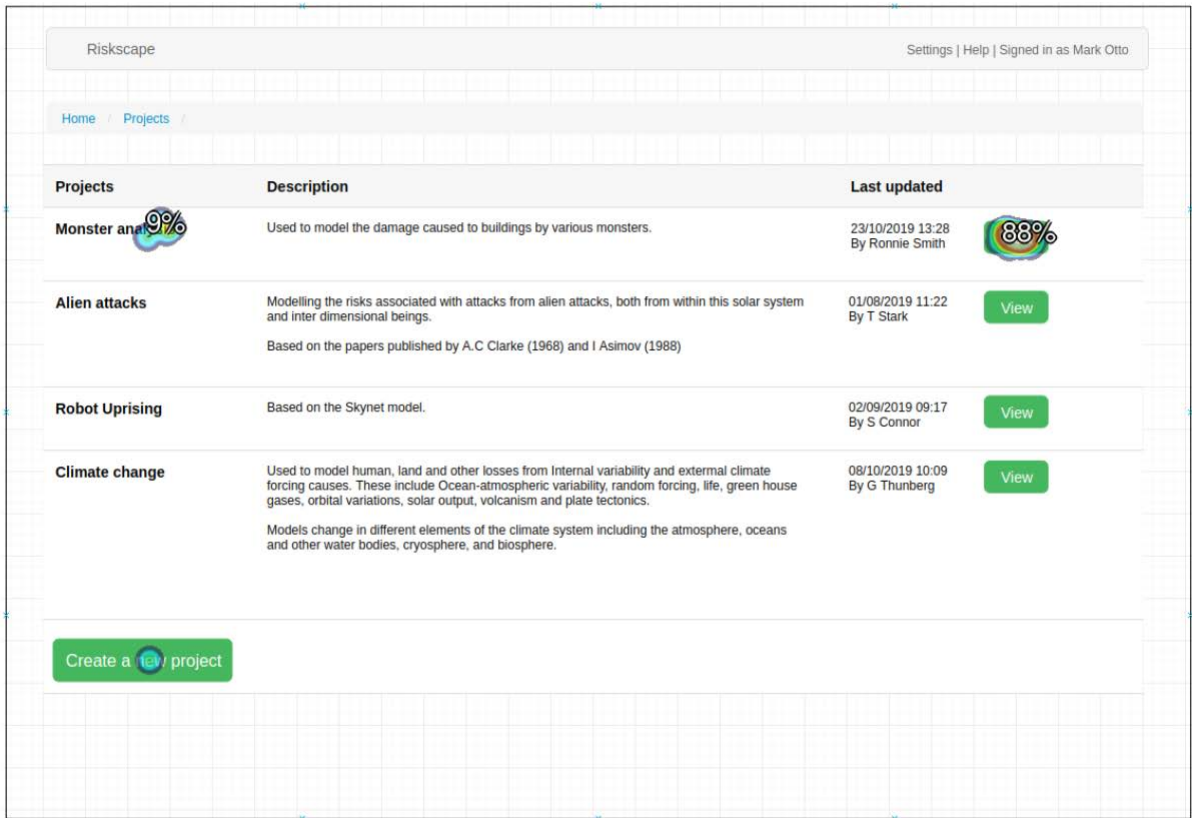 Riskscape
Settings | Help | Signed in as Mark Otto
Home / Projects /
Projects Description Last updated
Monster ana 9% Used to model the damage caused to buildings by various monsters. 23/10/2019 13:28 88%
By Ronnie Smith
Alien attacks Modelling the risks associated with attacks from alien attacks, both from within this solar system 01/08/2019 11:22 View
and inter dimensional beings. By T Stark
Based on the papers published by A.C Clarke (1968) and I Asimov (1988)
Robot Uprising Based on the Skynet model. 02/09/2019 09:17 View
By S Connor
Climate change Used to model human, land and other losses from Internal variability and extermal climate 08/10/2019 10:09 View
forcing causes. These include Ocean-atmospheric variability, random forcing, life, green house By G Thunberg
gases, orbital variations, solar output, volcanism and plate tectonics.
Models change in different elements of the climate system including the atmosphere, oceans
and other water bodies, cryosphere, and biosphere.
Create a new project